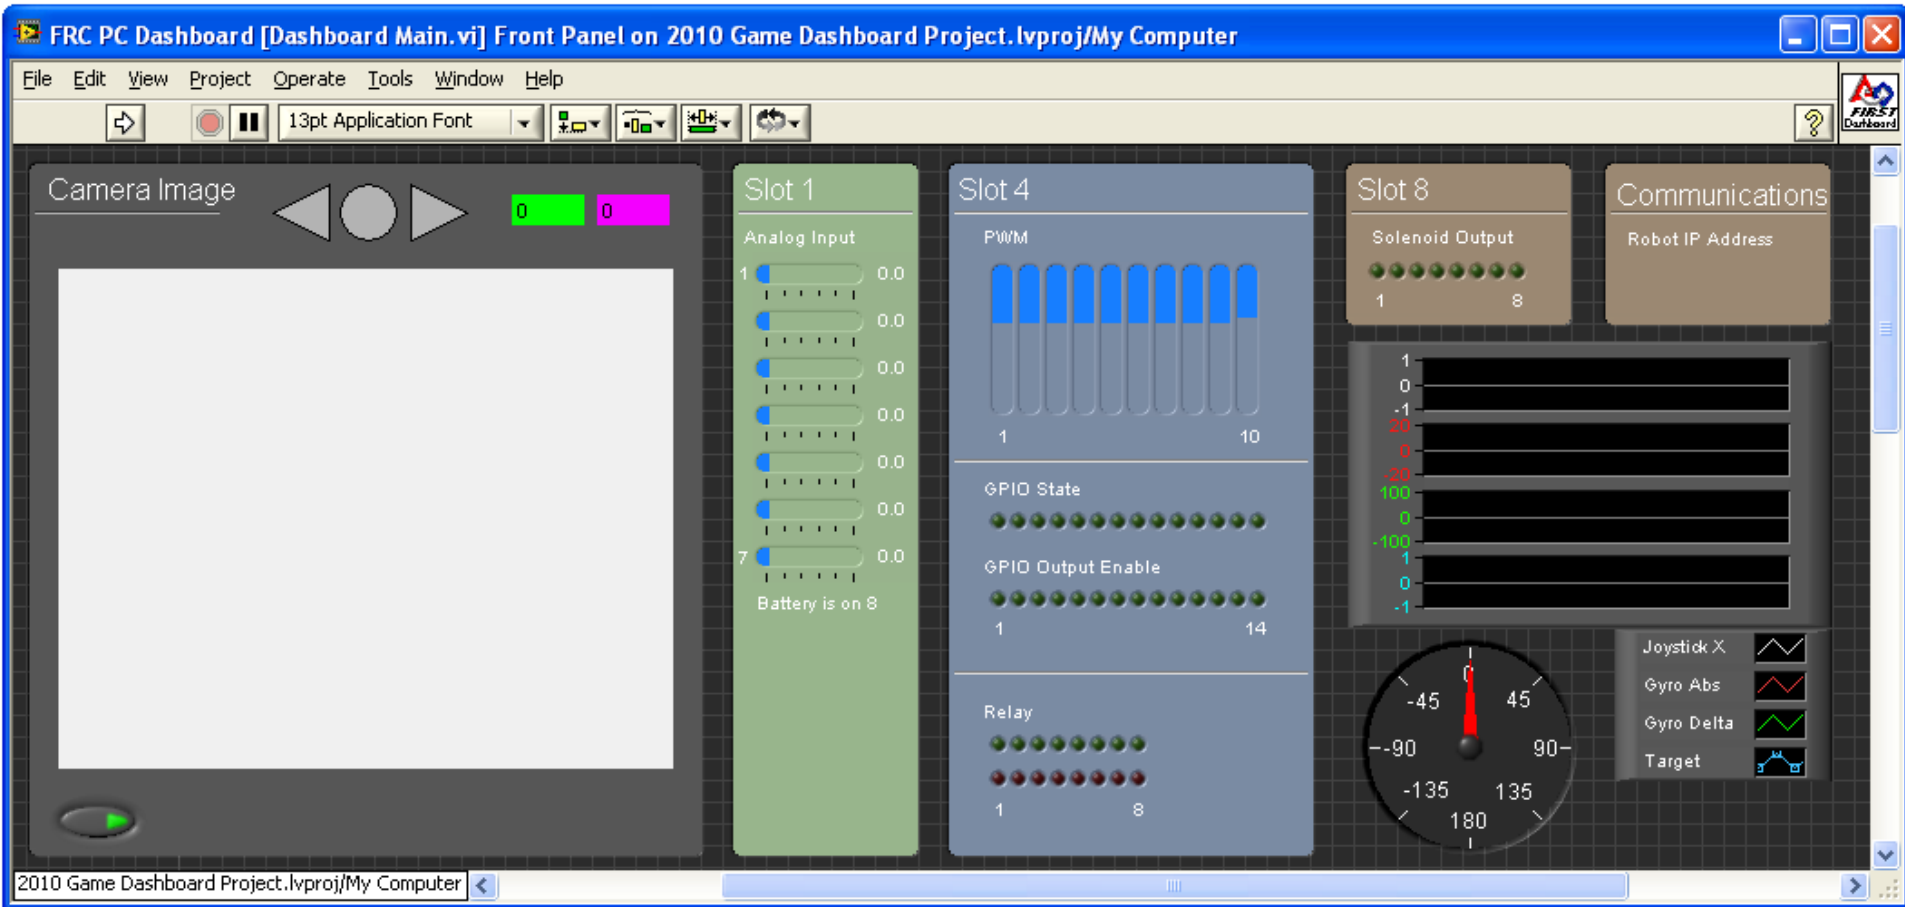 FRC PC Dashboard [Dashboard Main.vi] Front Panel on 2010 Game Dashboard Project.lvproj/My Computer
File Edit View Project Operate Tools Window Help
13pt Application Font
FIRST
Dashboard
Camera Image
0 0
Slot 1
Analog Input
1 0.0
0.0
0.0
0.0
0.0
0.0
7 0.0
Battery is on 8
Slot 4
PWM
1 10
GPIO State
GPIO Output Enable
1 14
Relay
1 8
Slot 8
Solenoid Output
1 8
Communications
Robot IP Address
1
0
-1
20
0
-20
100
0
-100
1
0
-1
0
-45 45
-90 90
-135 135
180
Joystick X
Gyro Abs
Gyro Delta
Target
2010 Game Dashboard Project.lvproj/My Computer